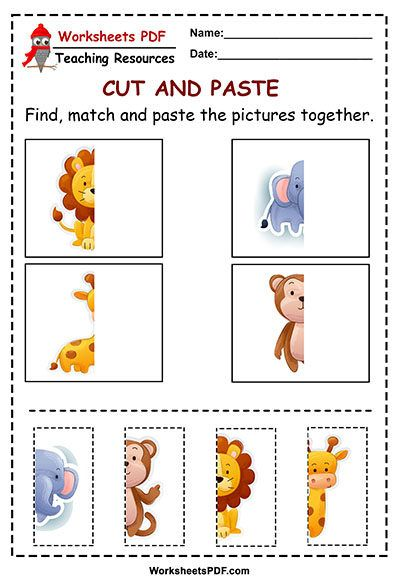 Worksheets PDF
Teaching Resources
Name:
Date:
CUT AND PASTE
Find, match and paste the pictures together.
WorksheetsPDF.com